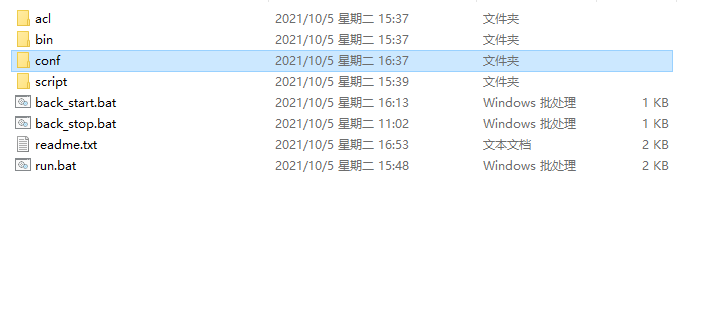 acl 2021/10/5 星期二 15:37 文件夹
bin 2021/10/5 星期二 15:37 文件夹
conf 2021/10/5 星期二 16:37 文件夹
script 2021/10/5 星期二 15:39 文件夹
back_start.bat 2021/10/5 星期二 16:13 Windows 批处理 1 KB
back_stop.bat 2021/10/5 星期二 11:02 Windows 批处理 1 KB
readme.txt 2021/10/5 星期二 16:53 文本文档 2 KB
run.bat 2021/10/5 星期二 15:48 Windows 批处理 2 KB